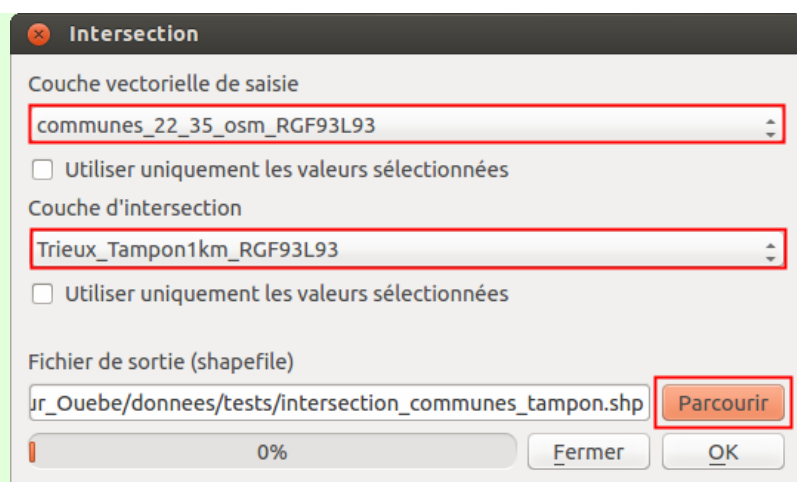 Intersection
Couche vectorielle de saisie
communes_22_35_osm_RGF93L93
Utiliser uniquement les valeurs sélectionnées
Couche d'intersection
Trieux_Tampon1km_RGF93L93
Utiliser uniquement les valeurs sélectionnées
Fichier de sortie (shapefile)
ur_Ouebe/donnees/tests/intersection_communes_tampon.shp Parcourir
0% Fermer OK